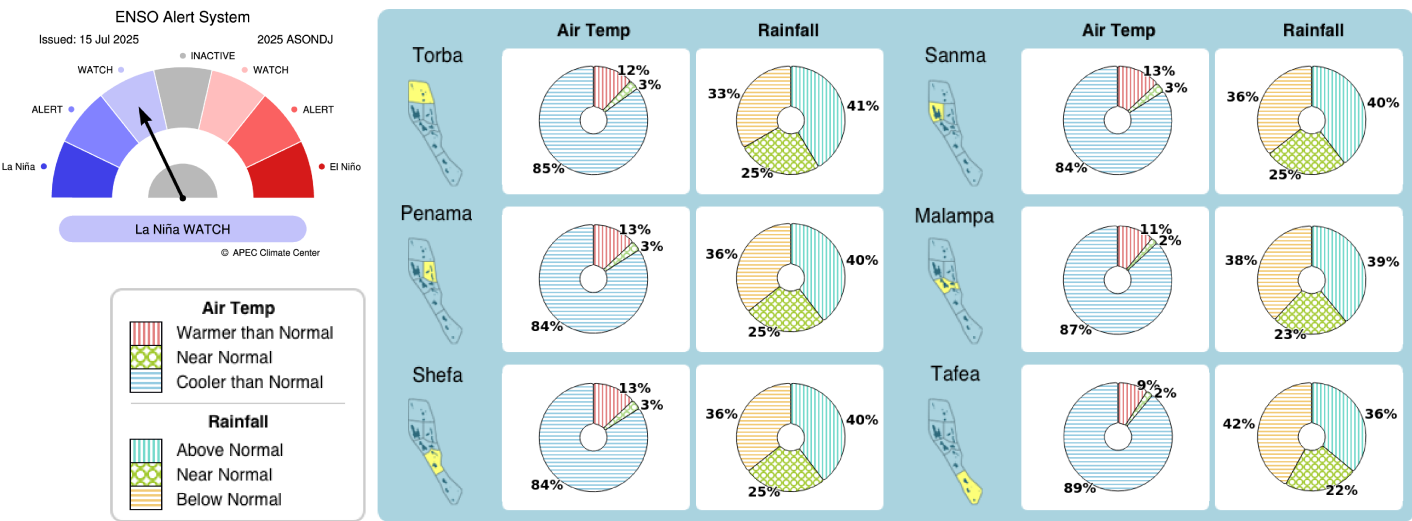 ENSO Alert System
Issued: 15 Jul 2025
2025 ASONDJ
INACTIVE
WATCH
WATCH
ALERT
ALERT
La Niña
El Niño
La Niña WATCH
© APEC Climate Center
Air Temp
Warmer than Normal
Near Normal
Cooler than Normal
Rainfall
Above Normal
Near Normal
Below Normal
Air Temp
Rainfall
Air Temp
Rainfall
Torba
12%
3%
85%
33%
41%
25%
Sanma
13%
3%
84%
36%
40%
25%
Penama
13%
3%
84%
36%
40%
25%
Malampa
11%
2%
87%
38%
39%
23%
Shefa
13%
3%
84%
36%
40%
25%
Tafea
9%
2%
89%
42%
36%
22%